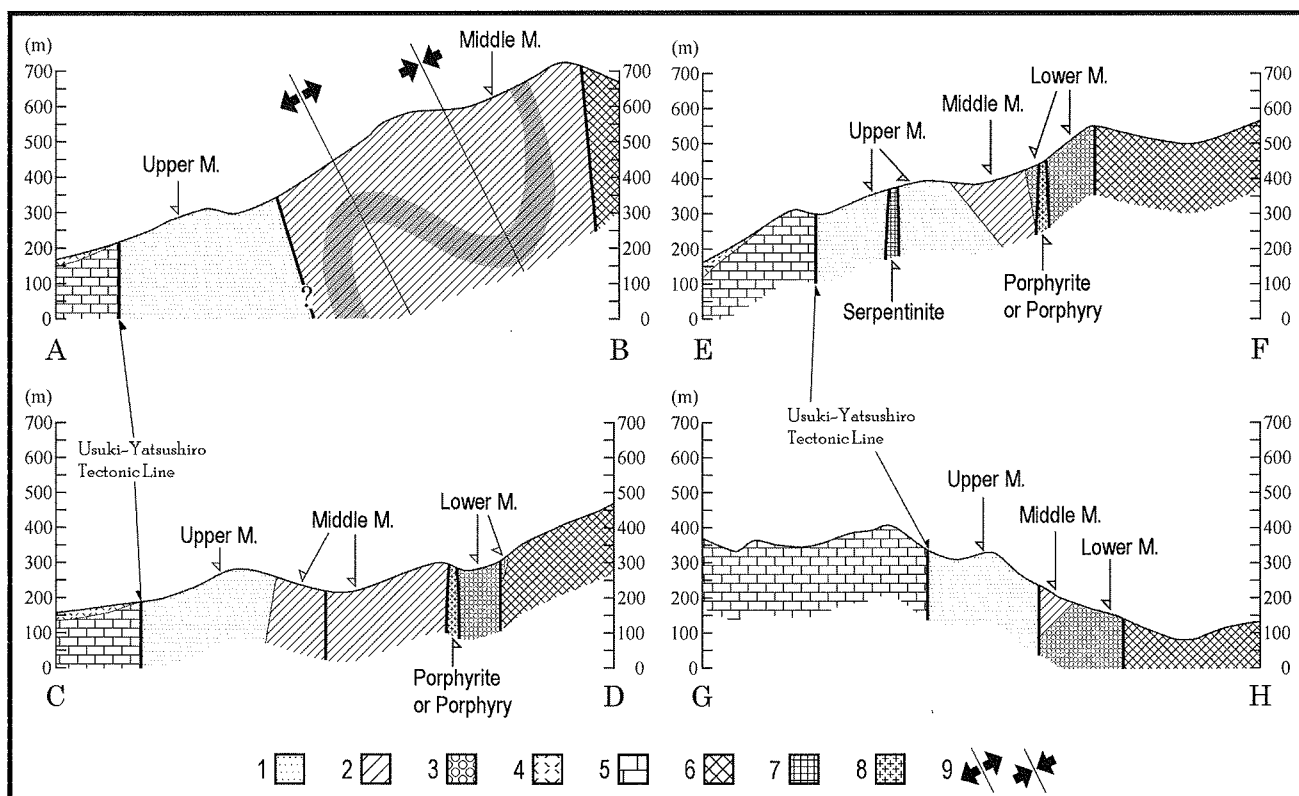 (m)
700
600
500
400
300
200
100
0
Upper M.
Middle M.
?
700
600
500
400
300
200
100
0
A
B
(m)
700
600
500
400
300
200
100
0
Upper M.
Middle M.
Lower M.
Serpentinite
Porphyrite
or Porphyry
700
600
500
400
300
200
100
0
E
F
Usuki-Yatsushiro
Tectonic Line
(m)
700
600
500
400
300
200
100
0
Upper M.
Middle M.
Lower M.
Porphyrite
or Porphyry
700
600
500
400
300
200
100
0
C
D
Usuki-Yatsushiro
Tectonic Line
(m)
700
600
500
400
300
200
100
0
Upper M.
Middle M.
Lower M.
700
600
500
400
300
200
100
0
G
H
1 2 3 4 5 6 7 8 9